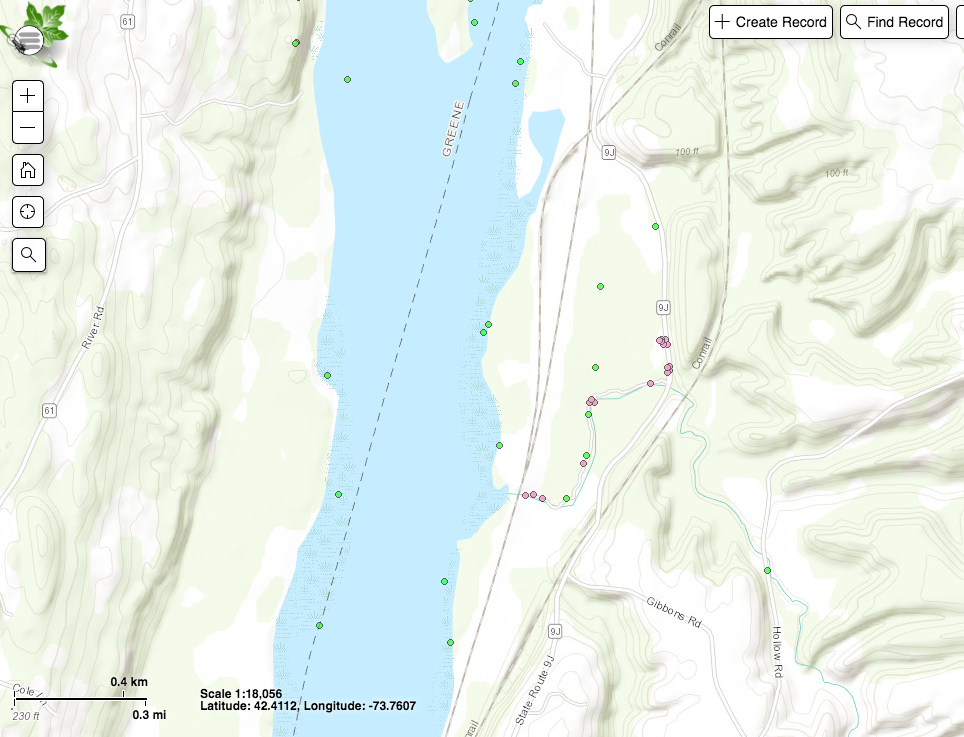 + Create Record
Find Record
61
Conrail
GREENE
9J
100 ft
100 ft
9J
River Rd
Conrail
61
Gibbons Rd
9J
Hollow Rd
State Route 9J
0.4 km
Cole
230 ft
0.3 mi
Scale 1:18,056
Latitude: 42.4112, Longitude: -73.7607